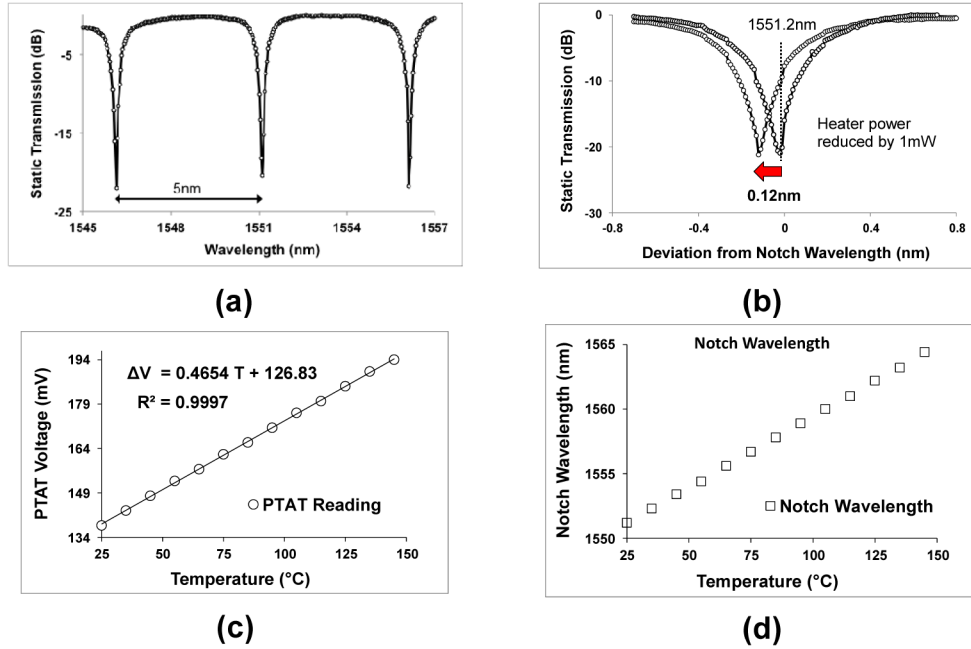 Static Transmission (dB)
-5
-15
-25
5nm
1545 1548 1551 1554 1557
Wavelength (nm)
(a)
Static Transmission (dB)
0
-10
-20
-30
1551.2nm
Heater power
reduced by 1mW
0.12nm
-0.8 -0.4 0 0.4 0.8
Deviation from Notch Wavelength (nm)
(b)
PTAT Voltage (mV)
194
179
164
149
134
ΔV = 0.4654 T + 126.83
R² = 0.9997
PTAT Reading
25 50 75 100 125 150
Temperature (°C)
(c)
Notch Wavelength (nm)
1565
1560
1555
1550
Notch Wavelength
Notch Wavelength
25 50 75 100 125 150
Temperature (°C)
(d)